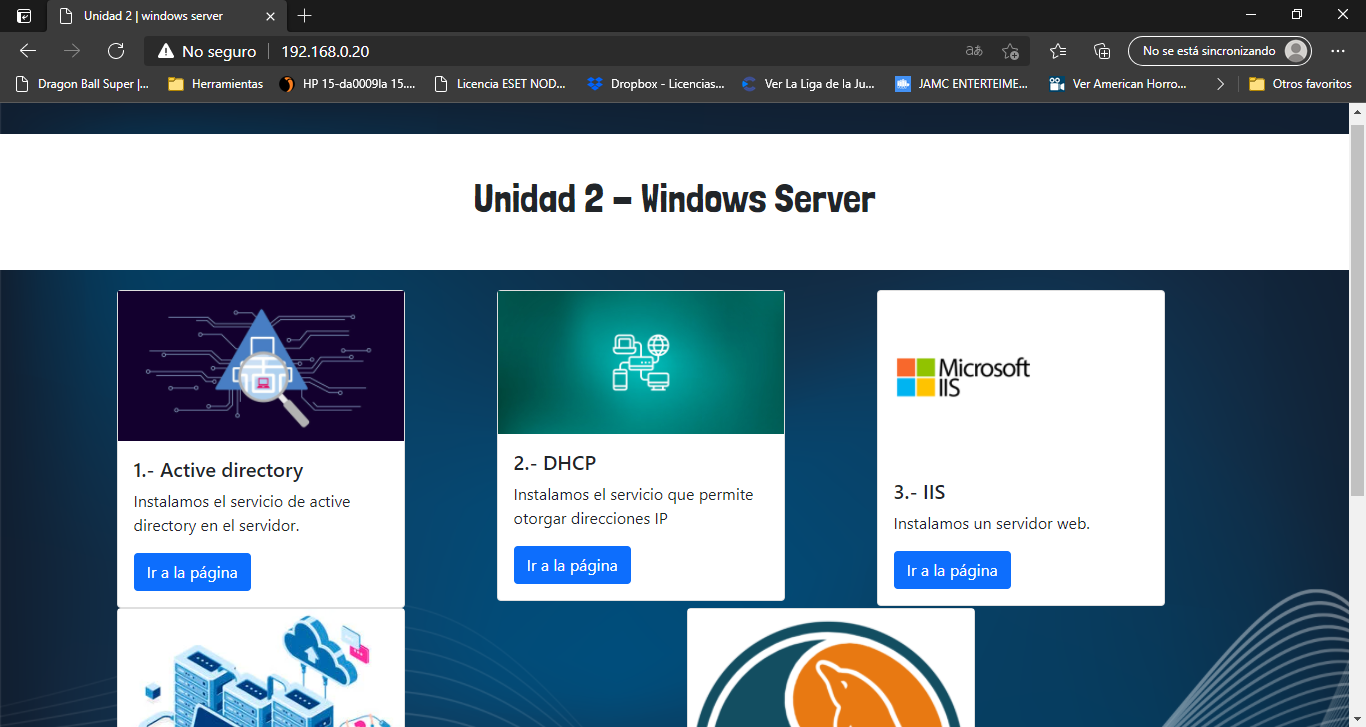 Unidad 2 | windows server
No seguro
192.168.0.20
aあ
No se está sincronizando
Dragon Ball Super |...
Herramientas
HP 15-da0009la 15....
Licencia ESET NOD...
Dropbox - Licencias...
Ver La Liga de la Ju...
JAMC ENTERTEIME...
Ver American Horro...
Otros favoritos
Unidad 2 - Windows Server
1.- Active directory
Instalamos el servicio de active
directory en el servidor.
Ir a la página
2.- DHCP
Instalamos el servicio que permite
otorgar direcciones IP
Ir a la página
Microsoft
IIS
3.- IIS
Instalamos un servidor web.
Ir a la página